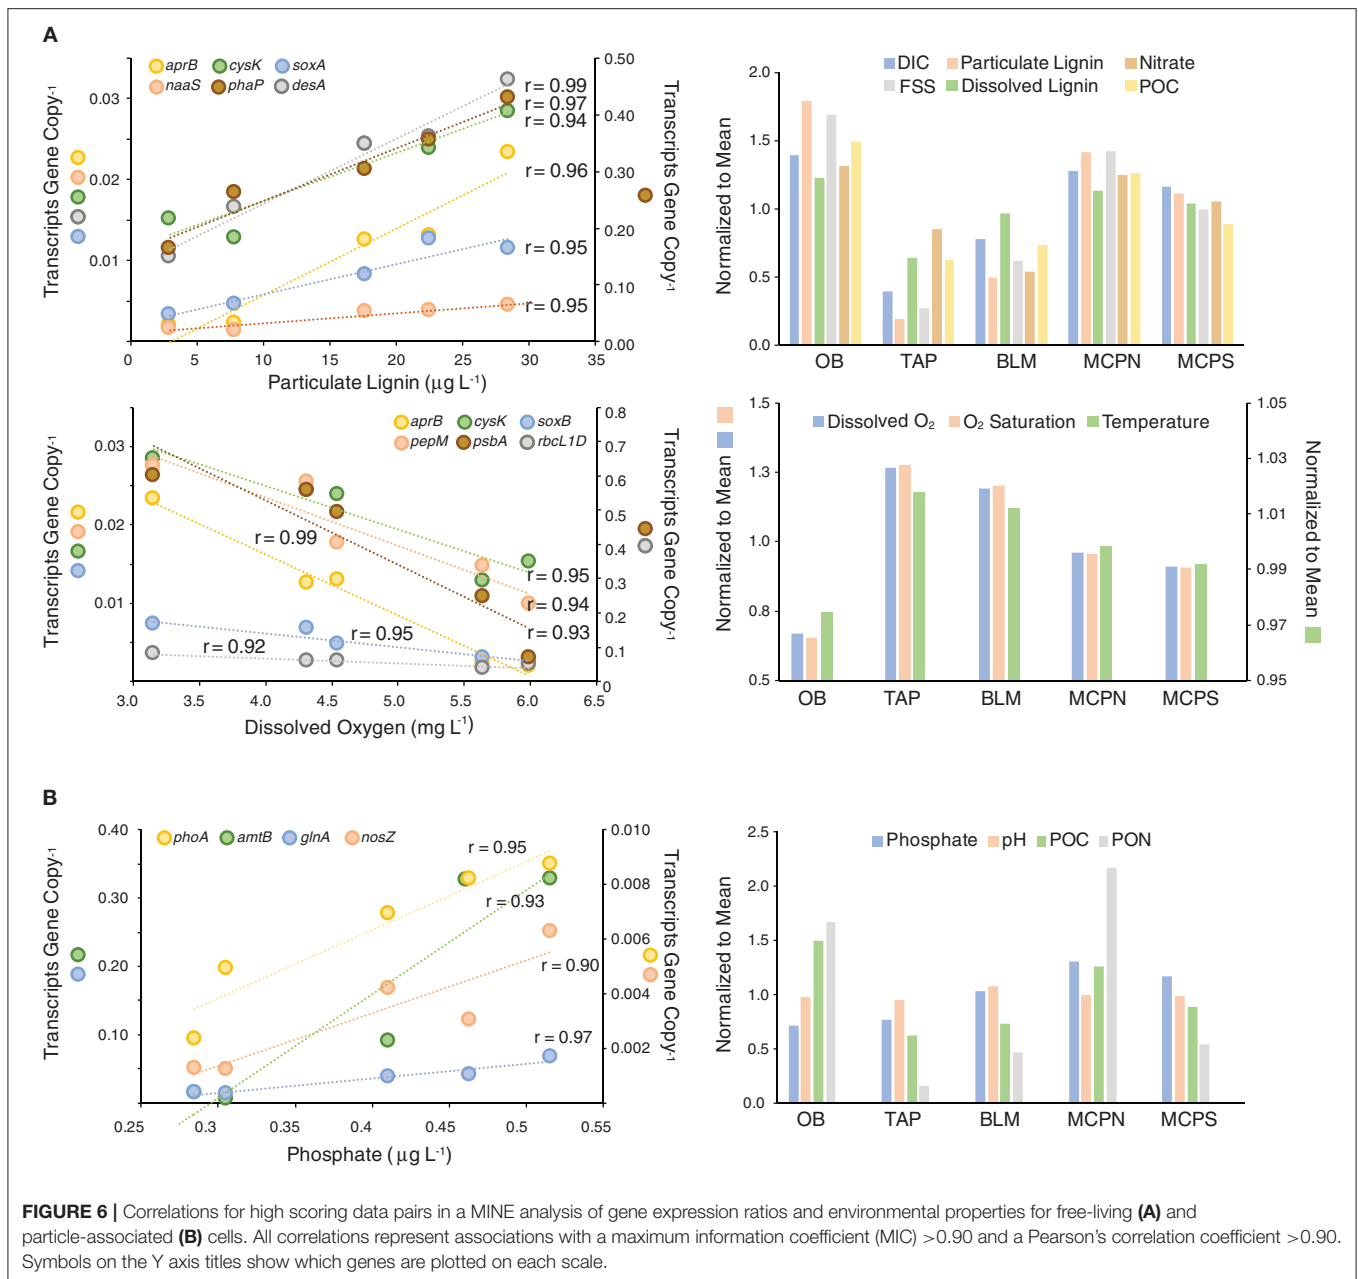 A
aprB cysK soxA
naaS phaP desA
Transcripts Gene Copy-1
0.03
0.02
0.01
0.50
0.40
0.30
0.20
0.10
0.00
Transcripts Gene Copy-1
r = 0.99
r = 0.97
r = 0.94
r = 0.96
r = 0.95
r = 0.95
0 5 10 15 20 25 30 35
Particulate Lignin (µg L-1)
DIC Particulate Lignin Nitrate
FSS Dissolved Lignin POC
Normalized to Mean
2.0
1.5
1.0
0.5
0.0
OB TAP BLM MCPN MCPS
aprB cysK soxB
pepM psbA rbcL1D
Transcripts Gene Copy-1
0.03
0.02
0.01
0.8
0.7
0.6
0.5
0.4
0.3
0.2
0.1
0
Transcripts Gene Copy-1
r = 0.99
r = 0.95
r = 0.95
r = 0.94
r = 0.93
r = 0.92
3.0 3.5 4.0 4.5 5.0 5.5 6.0 6.5
Dissolved Oxygen (mg L-1)
Dissolved O2 O2 Saturation Temperature
Normalized to Mean
1.5
1.3
1.0
0.8
0.5
1.05
1.03
1.01
0.99
0.97
0.95
Normalized to Mean
OB TAP BLM MCPN MCPS
B
phoA amtB glnA nosZ
Transcripts Gene Copy-1
0.40
0.30
0.20
0.10
0.010
0.008
0.006
0.004
0.002
Transcripts Gene Copy-1
r = 0.95
r = 0.93
r = 0.90
r = 0.97
0.25 0.3 0.35 0.4 0.45 0.5 0.55
Phosphate ( µg L-1)
Phosphate pH POC PON
Normalized to Mean
2.5
2.0
1.5
1.0
0.5
0.0
OB TAP BLM MCPN MCPS
FIGURE 6 | Correlations for high scoring data pairs in a MINE analysis of gene expression ratios and environmental properties for free-living (A) and
particle-associated (B) cells. All correlations represent associations with a maximum information coefficient (MIC) >0.90 and a Pearson's correlation coefficient >0.90.
Symbols on the Y axis titles show which genes are plotted on each scale.